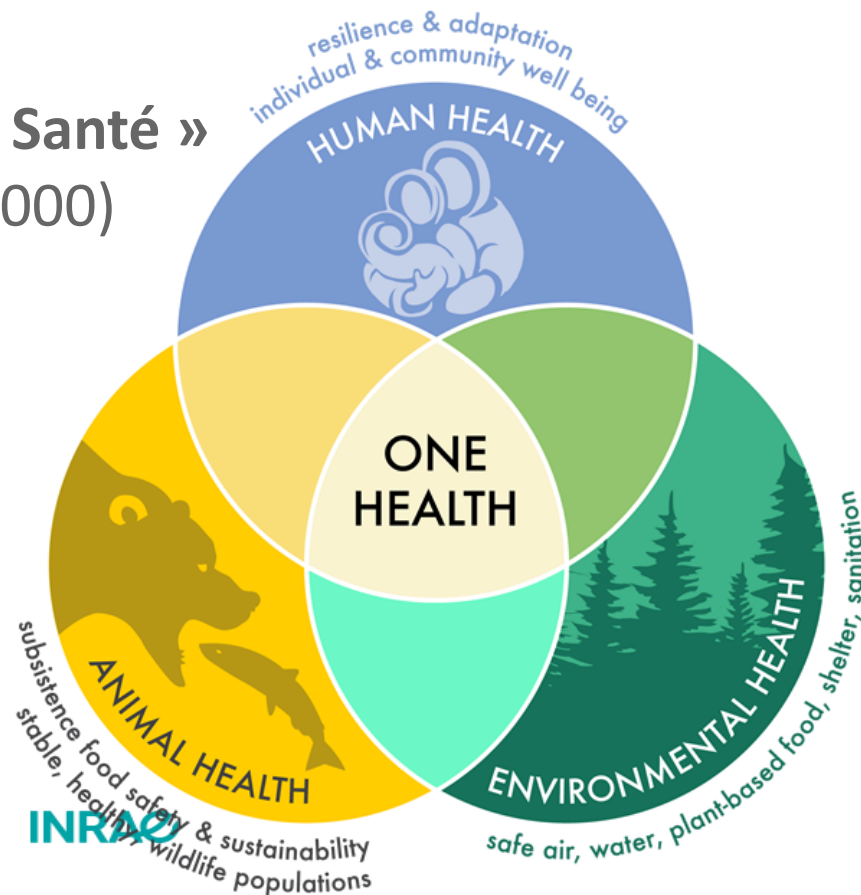 resilience & adaptation
individual & community well being
Santé »
000)
HUMAN HEALTH
ONE
HEALTH
ANIMAL HEALTH
subsistence food safety & sustainability
stable, healthy, wildlife populations
ENVIRONMENTAL HEALTH
safe air, water, plant-based food, shelter, sanitation
INRAE